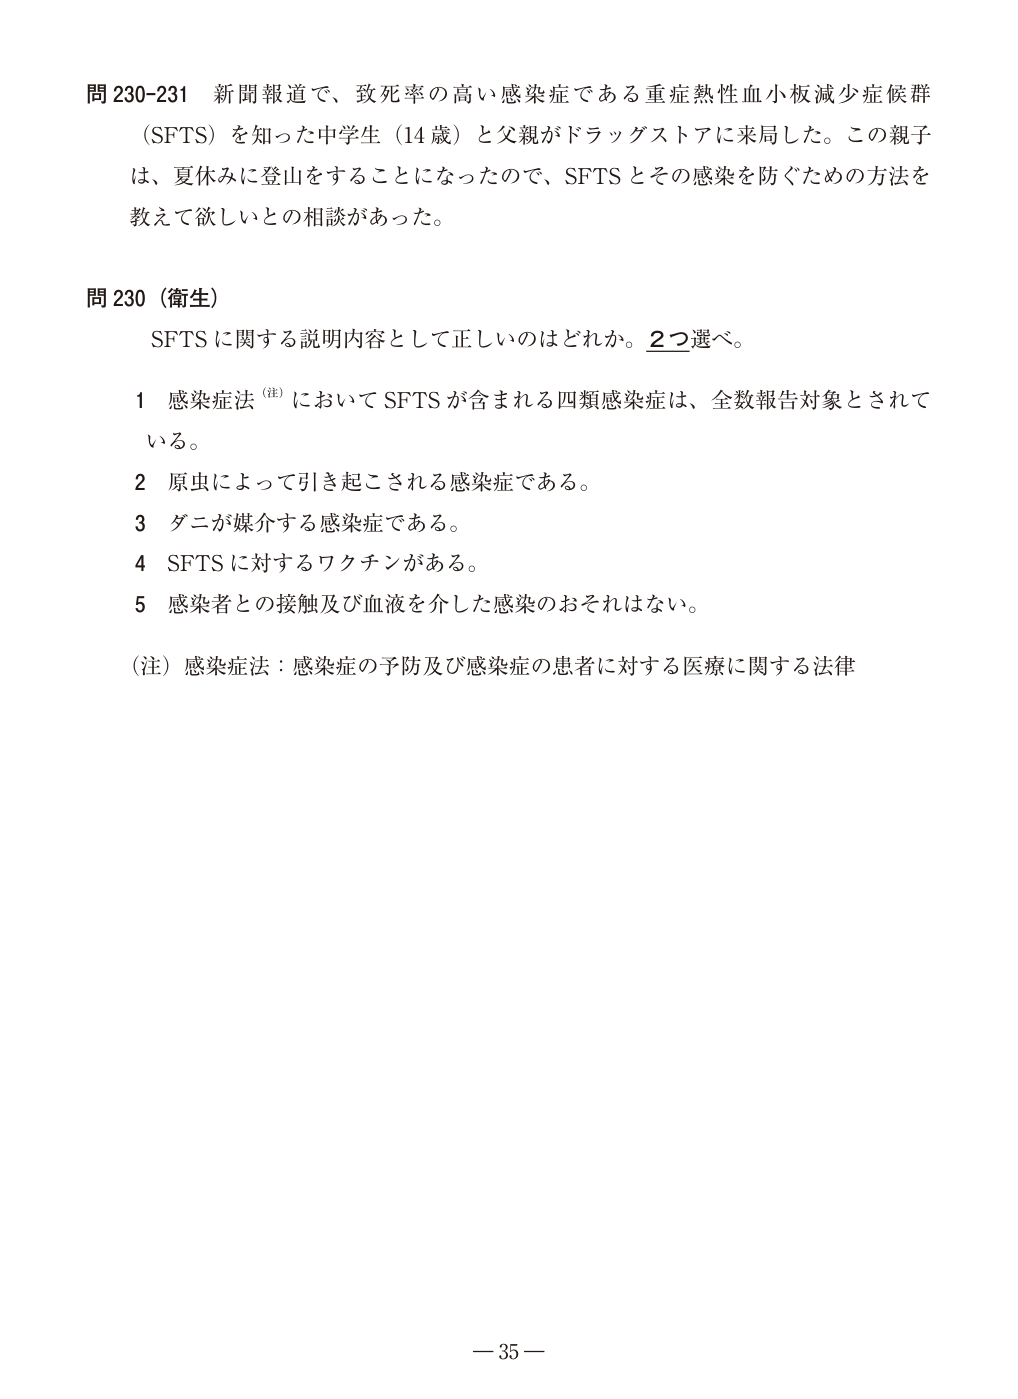 問 230-231　新聞報道で、致死率の高い感染症である重症熱性血小板減少症候群
（SFTS）を知った中学生（14 歳）と父親がドラッグストアに来局した。この親子
は、夏休みに登山をすることになったので、SFTS とその感染を防ぐための方法を
教えて欲しいとの相談があった。
問 230（衛生）
SFTS に関する説明内容として正しいのはどれか。２つ選べ。
1　感染症法（注）において SFTS が含まれる四類感染症は、全数報告対象とされて
いる。
2　原虫によって引き起こされる感染症である。
3　ダニが媒介する感染症である。
4　SFTS に対するワクチンがある。
5　感染者との接触及び血液を介した感染のおそれはない。
（注）感染症法：感染症の予防及び感染症の患者に対する医療に関する法律
― 35 ―